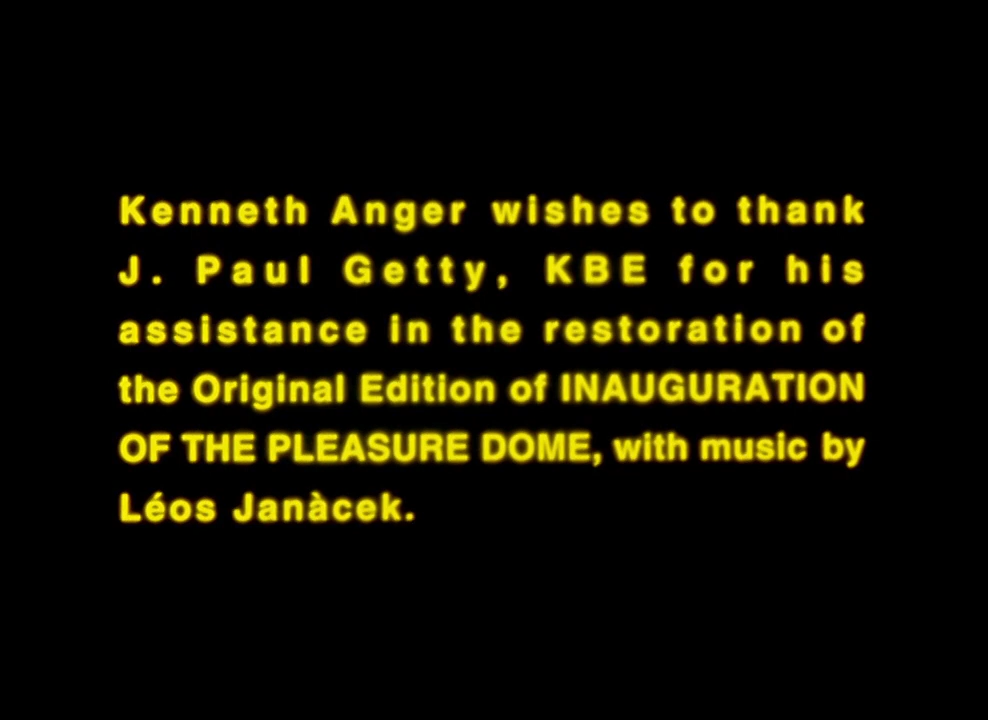 Kenneth Anger wishes to thank
J. Paul Getty, KBE for his
assistance in the restoration of
the Original Edition of INAUGURATION
OF THE PLEASURE DOME, with music by
Léos Janàcek.